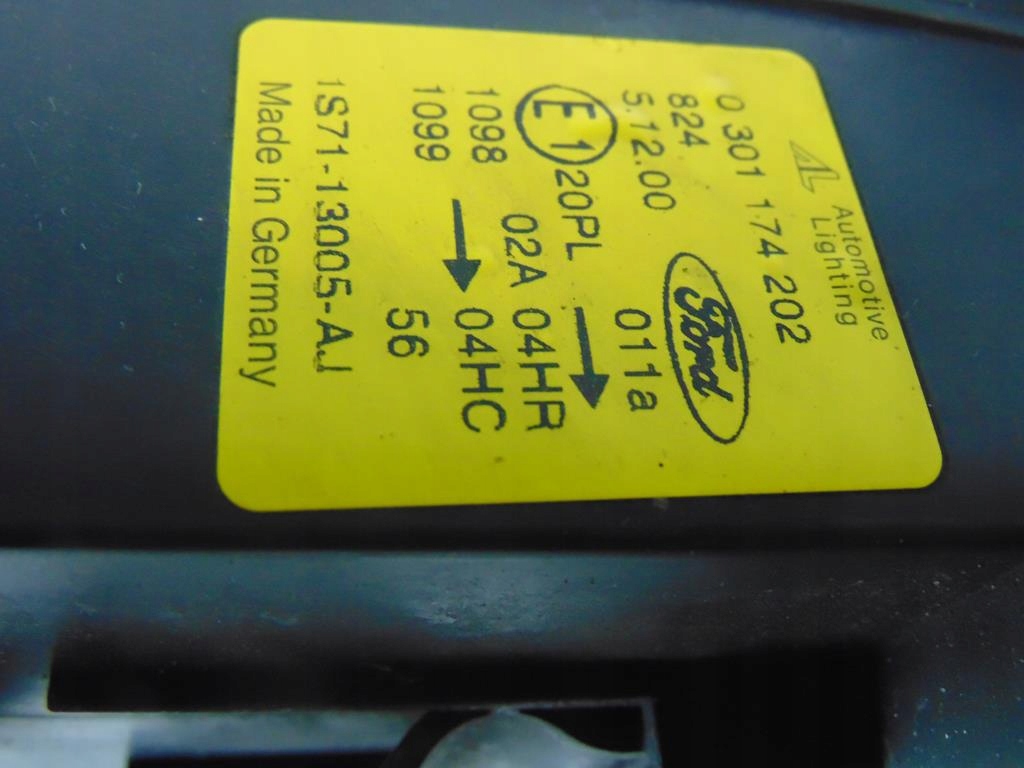 AL Automotive
Lighting
0 301 174 202
824
5.12.00
Ford
011a
E1 20PL
02A 04HR
1098 04HC
1099 56
1S71-13005-AJ
Made in Germany